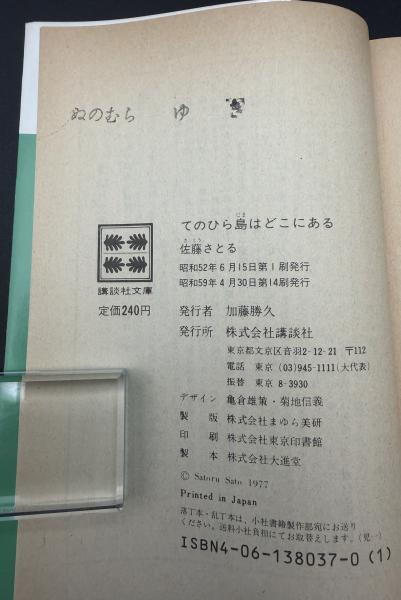 ぬのむら ゆき
てのひら島はどこにある
じま
佐藤さとる
さとう
昭和52年6月15日第1刷発行
昭和59年4月30日第14刷発行
講談社文庫
定価240円
発行者 加藤勝久
発行所 株式会社講談社
東京都文京区音羽2-12-21 〒112
電話 東京 (03)945-1111(大代表)
振替 東京 8-3930
デザイン 亀倉雄策・菊地信義
製版 株式会社まゆら美研
印刷 株式会社東京印書館
製本 株式会社大進堂
© Satoru Sato 1977
Printed in Japan
落丁本・乱丁本は、小社書籍製作部宛にお送り
ください。送料小社負担にてお取替えします。(児一)
ISBN4-06-138037-0 (1)